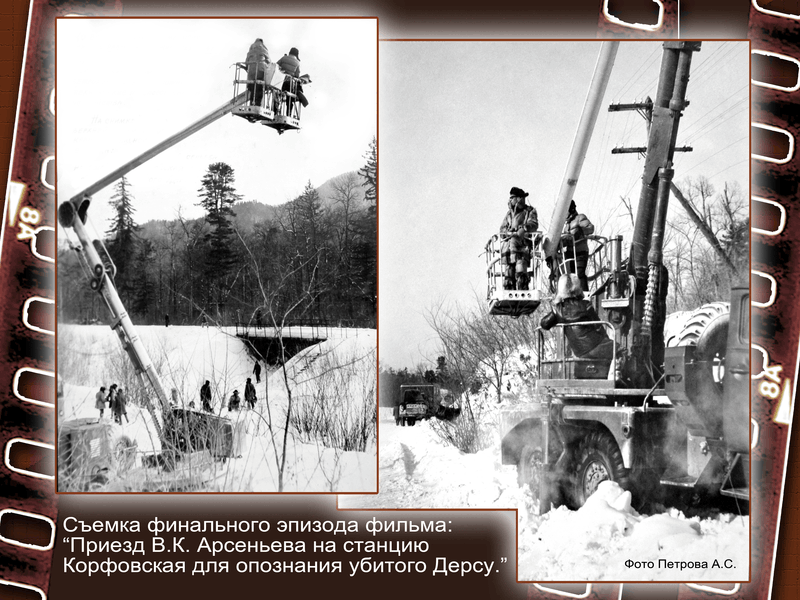 8A
8A
Съемка финального эпизода фильма:
“Приезд В.К. Арсеньева на станцию
Корфовская для опознания убитого Дерсу.”
Фото Петрова А.С.